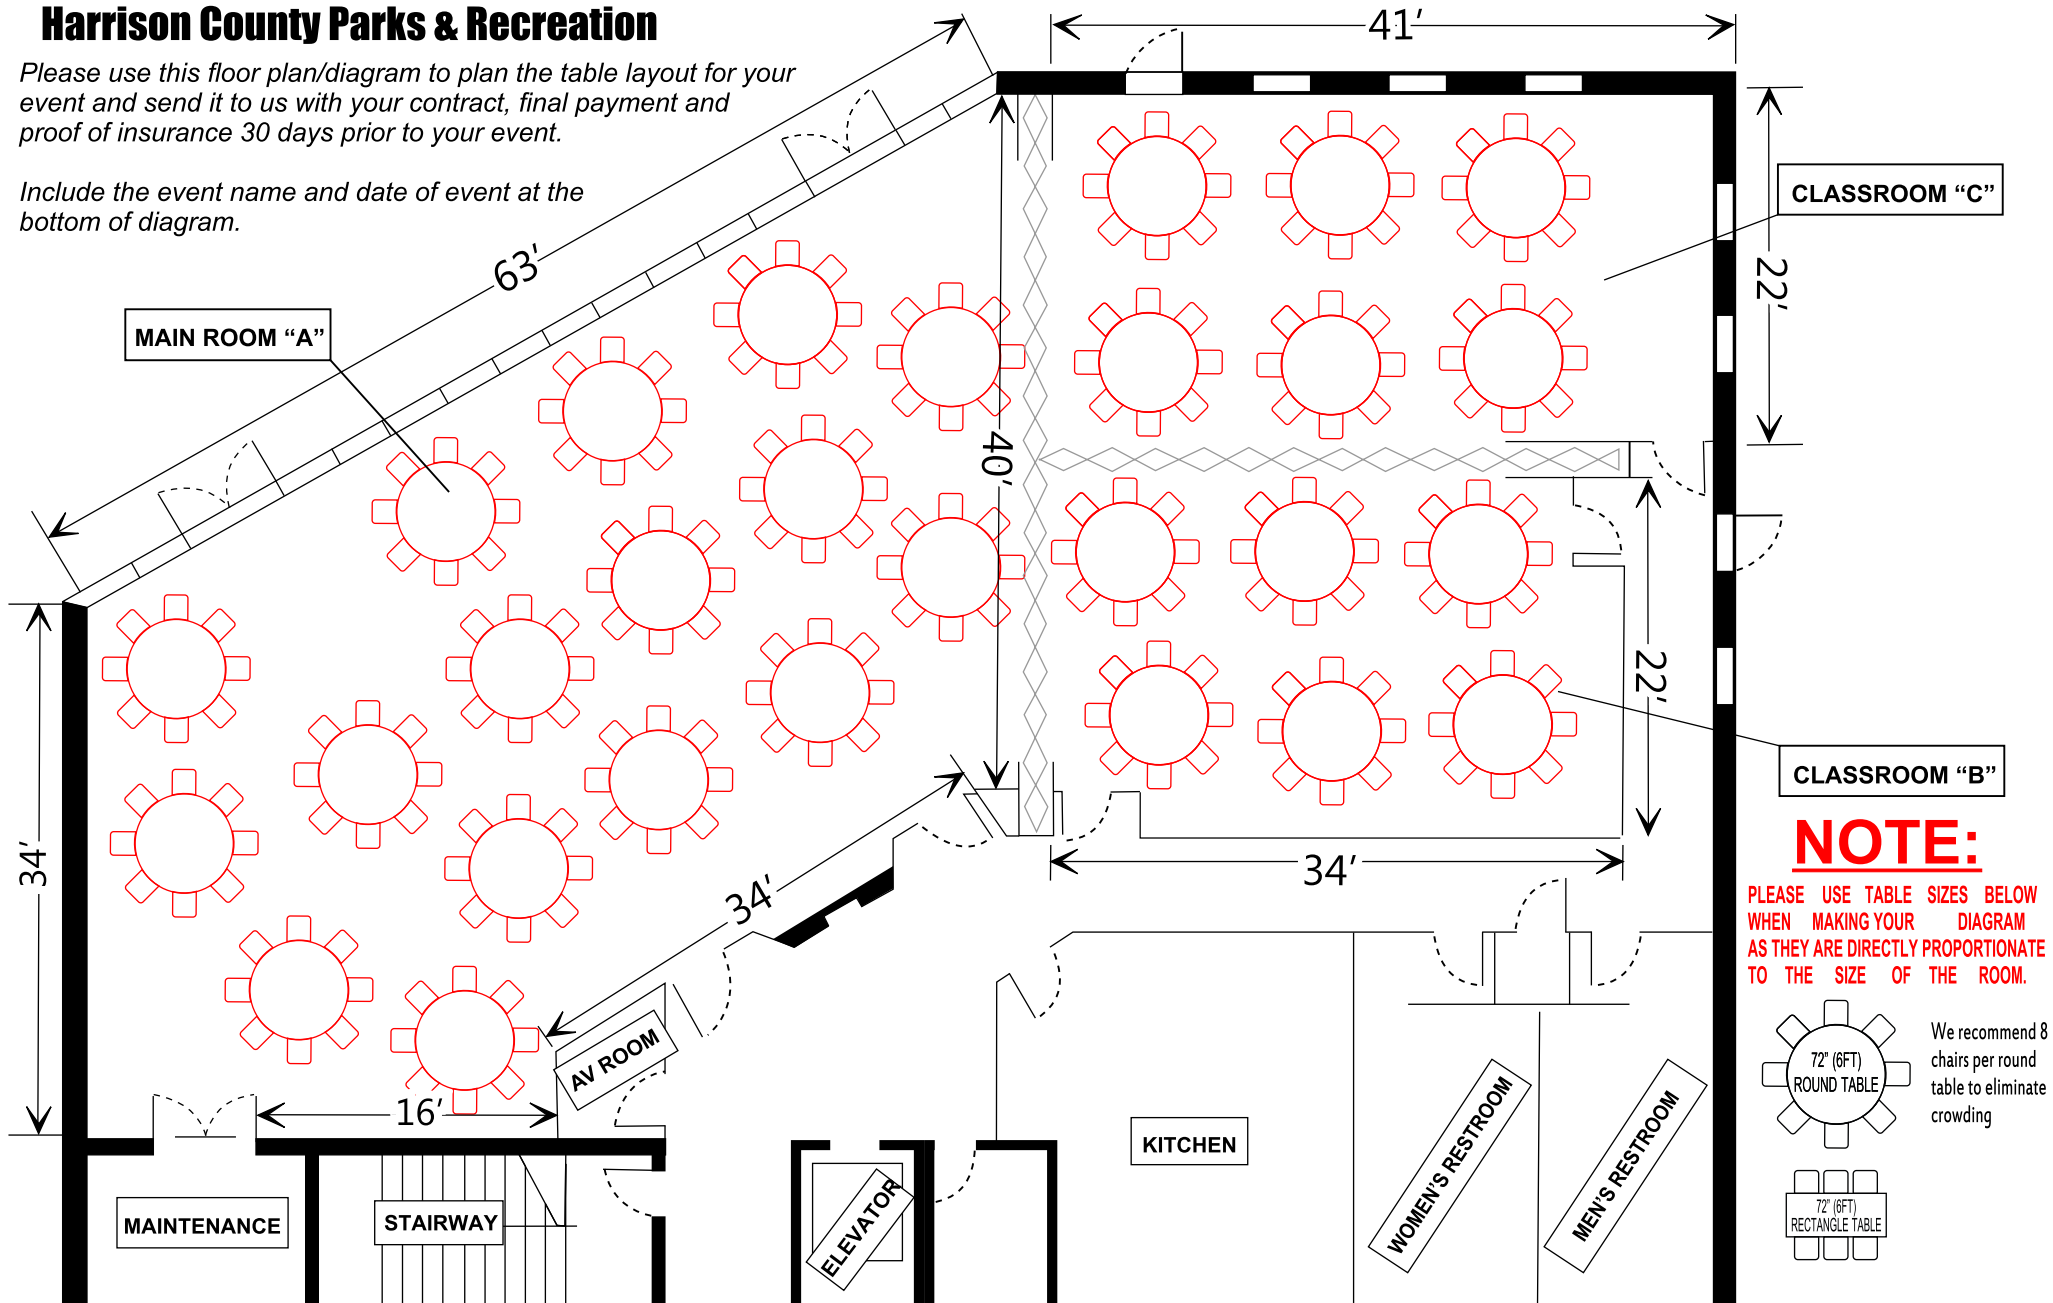 Harrison County Parks & Recreation
Please use this floor plan/diagram to plan the table layout for your
event and send it to us with your contract, final payment and
proof of insurance 30 days prior to your event.
Include the event name and date of event at the
bottom of diagram.
41’
63’
CLASSROOM “C”
22’
MAIN ROOM “A”
40’
22’
CLASSROOM “B”
34’
34’
34’
NOTE:
PLEASE USE TABLE SIZES BELOW
WHEN MAKING YOUR DIAGRAM
AS THEY ARE DIRECTLY PROPORTIONATE
TO THE SIZE OF THE ROOM.
72” (6FT)
ROUND TABLE
We recommend 8
chairs per round
table to eliminate
crowding
72” (6FT)
RECTANGLE TABLE
16’
AV ROOM
KITCHEN
WOMEN’S RESTROOM
MEN’S RESTROOM
MAINTENANCE
STAIRWAY
ELEVATOR